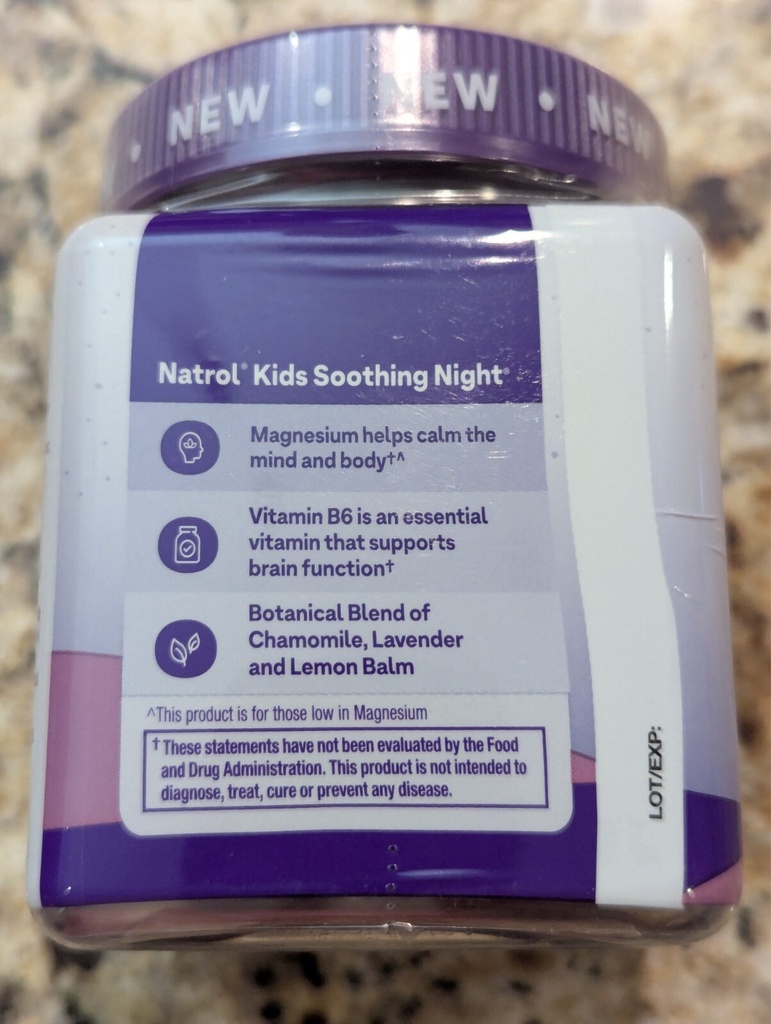 NEW • NEW • NEW
Natrol® Kids Soothing Night®
Magnesium helps calm the
mind and body†^
Vitamin B6 is an essential
vitamin that supports
brain function†
Botanical Blend of
Chamomile, Lavender
and Lemon Balm
^This product is for those low in Magnesium
†These statements have not been evaluated by the Food
and Drug Administration. This product is not intended to
diagnose, treat, cure or prevent any disease.
LOT/EXP: